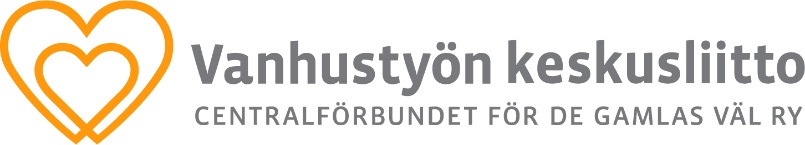 Vanhustyön keskusliitto
CENTRALFÖRBUNDET FÖR DE GAMLAS VÄL RY